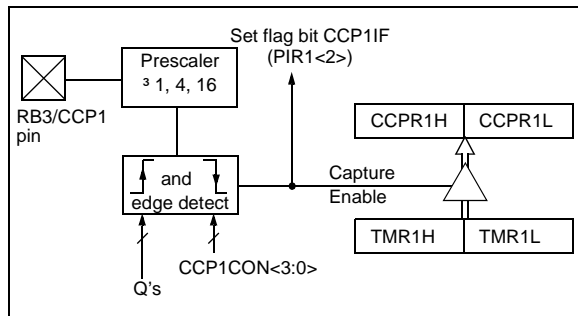 Set flag bit CCP1IF
(PIR1<2>)
Prescaler
³ 1, 4, 16
RB3/CCP1
pin
CCPR1H
CCPR1L
and
edge detect
Capture
Enable
TMR1H
TMR1L
CCP1CON<3:0>
Q's